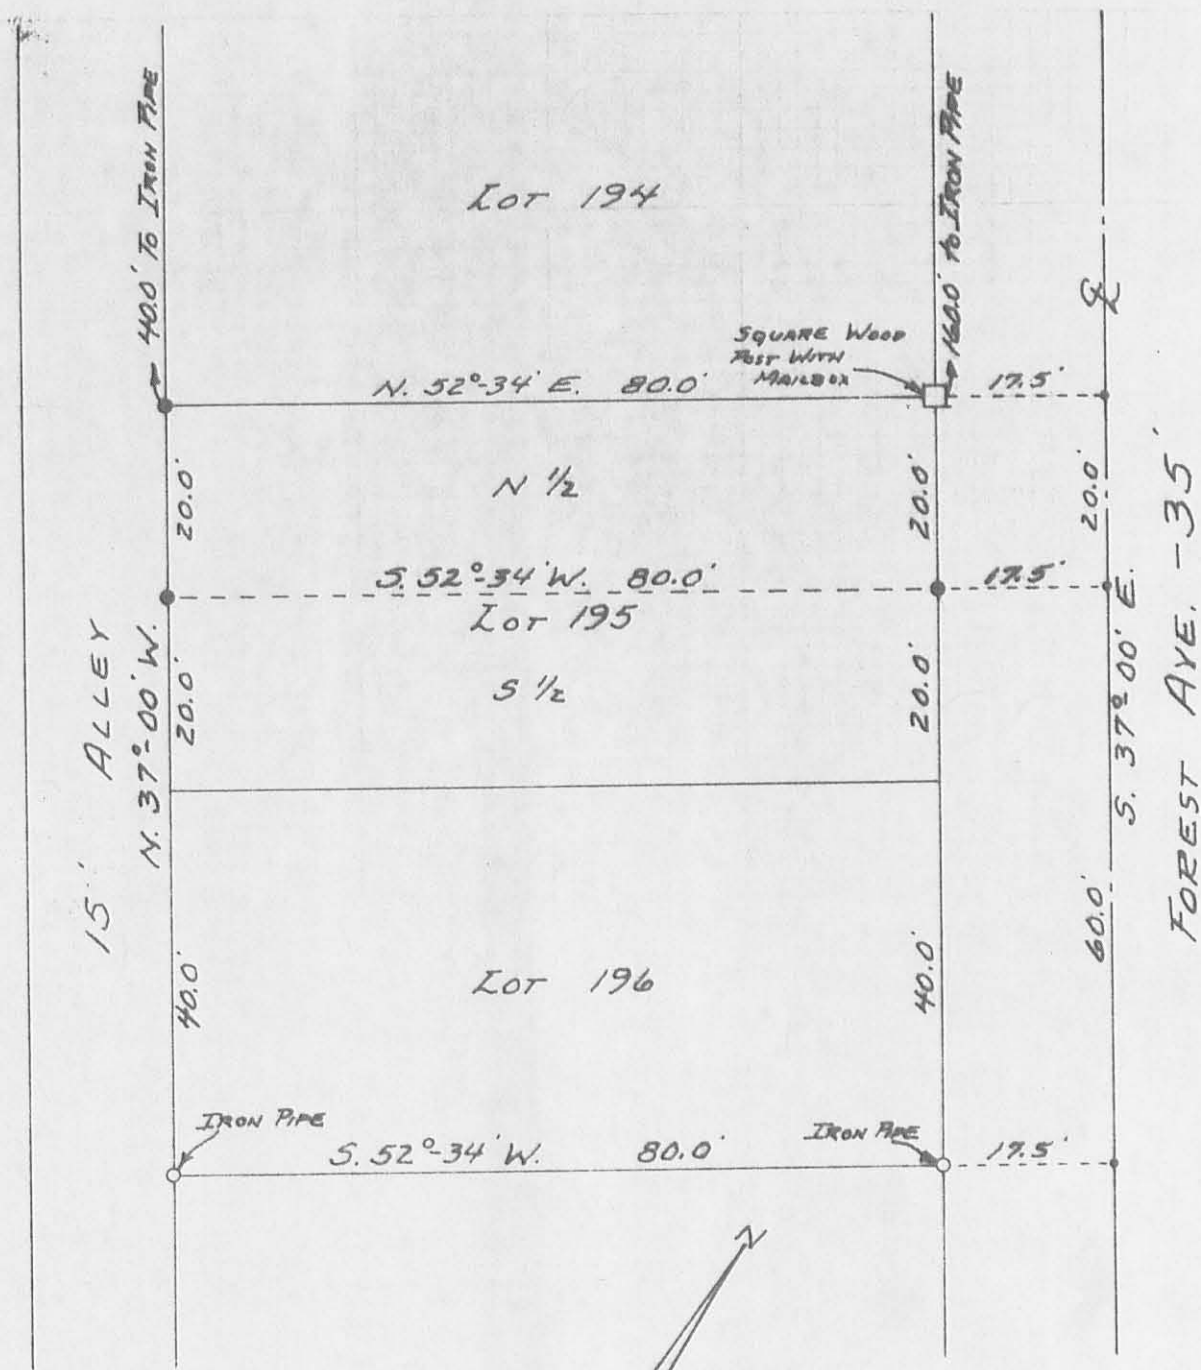 40.0' TO IRON PIPE
160.0' TO IRON PIPE
LOT 194
℄
SQUARE WOOD
POST WITH
MAILBOX
N. 52°-34' E. 80.0'
17.5'
20.0'
N 1/2
20.0'
20.0'
S. 52°-34' W. 80.0'
17.5'
LOT 195
S 1/2
20.0'
20.0'
15' ALLEY
N. 37°-00' W.
S. 37°-00' E.
FOREST AVE. - 35'
60.0'
40.0'
LOT 196
40.0'
IRON PIPE
IRON PIPE
S. 52°-34' W. 80.0'
17.5'
N